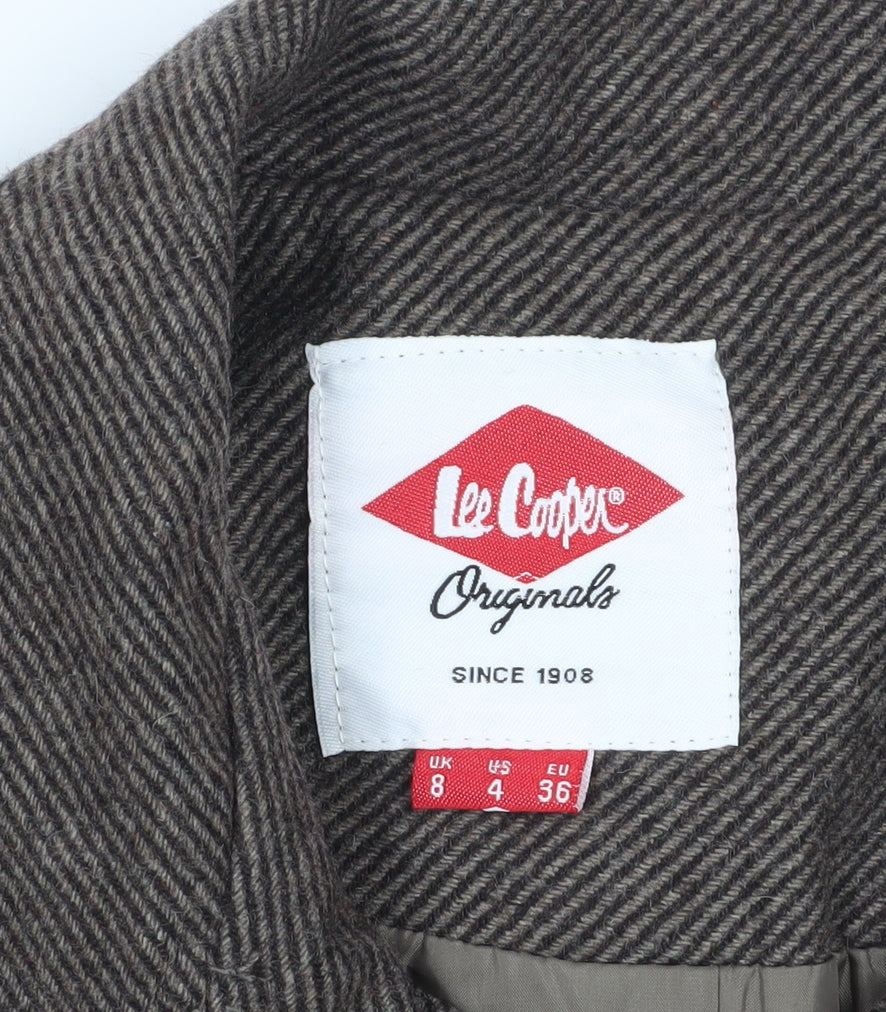 Lee Cooper®
Originals
SINCE 1908
UK US EU
8 4 36